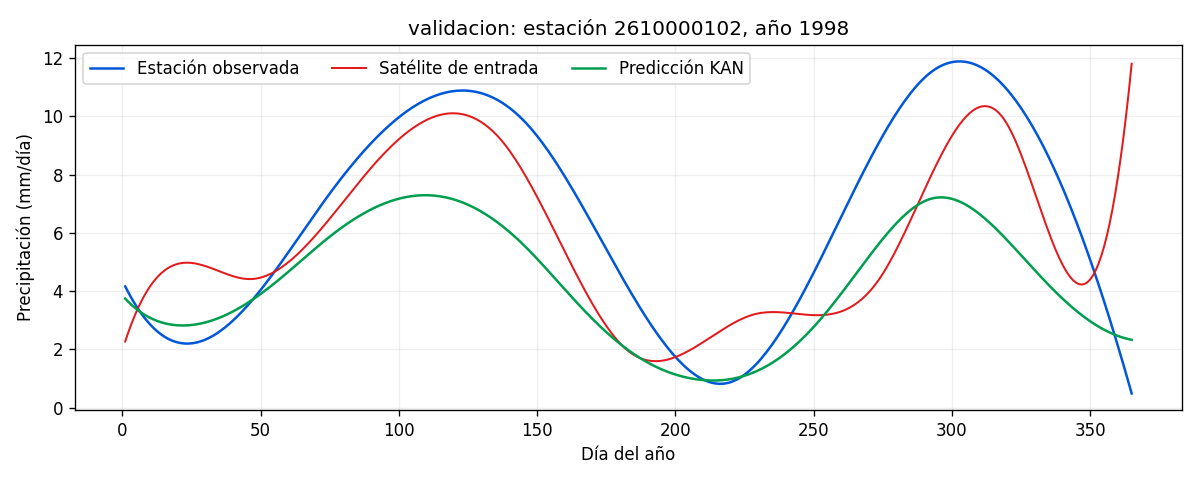 validacion: estación 2610000102, año 1998
Estación observada Satélite de entrada Predicción KAN
Precipitación (mm/día)
12
10
8
6
4
2
0
0 50 100 150 200 250 300 350
Día del año